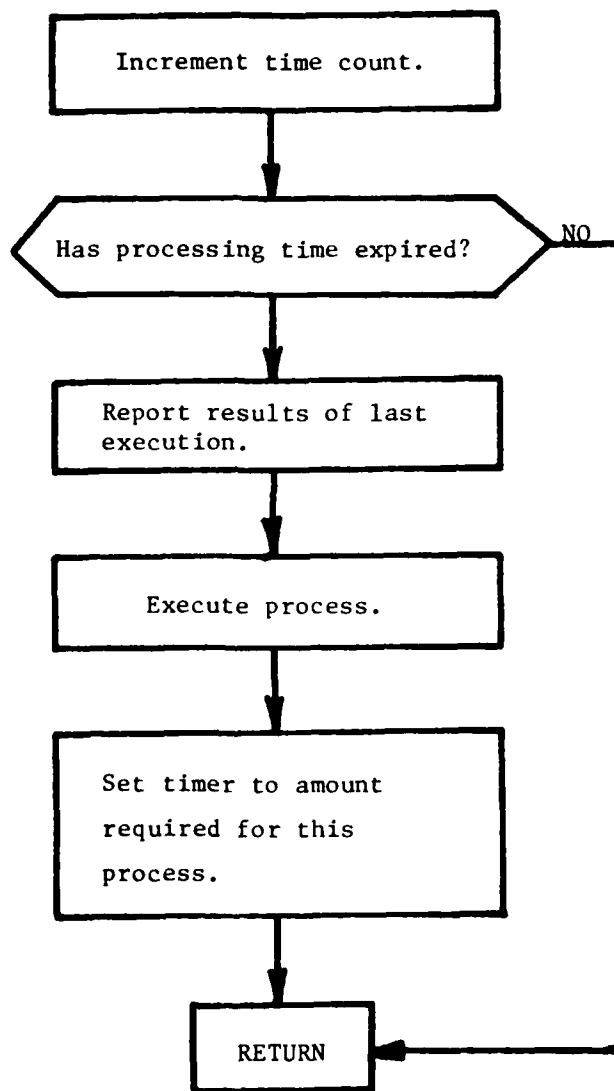 Increment time count.
Has processing time expired?
NO
Report results of last
execution.
Execute process.
Set timer to amount
required for this
process.
RETURN